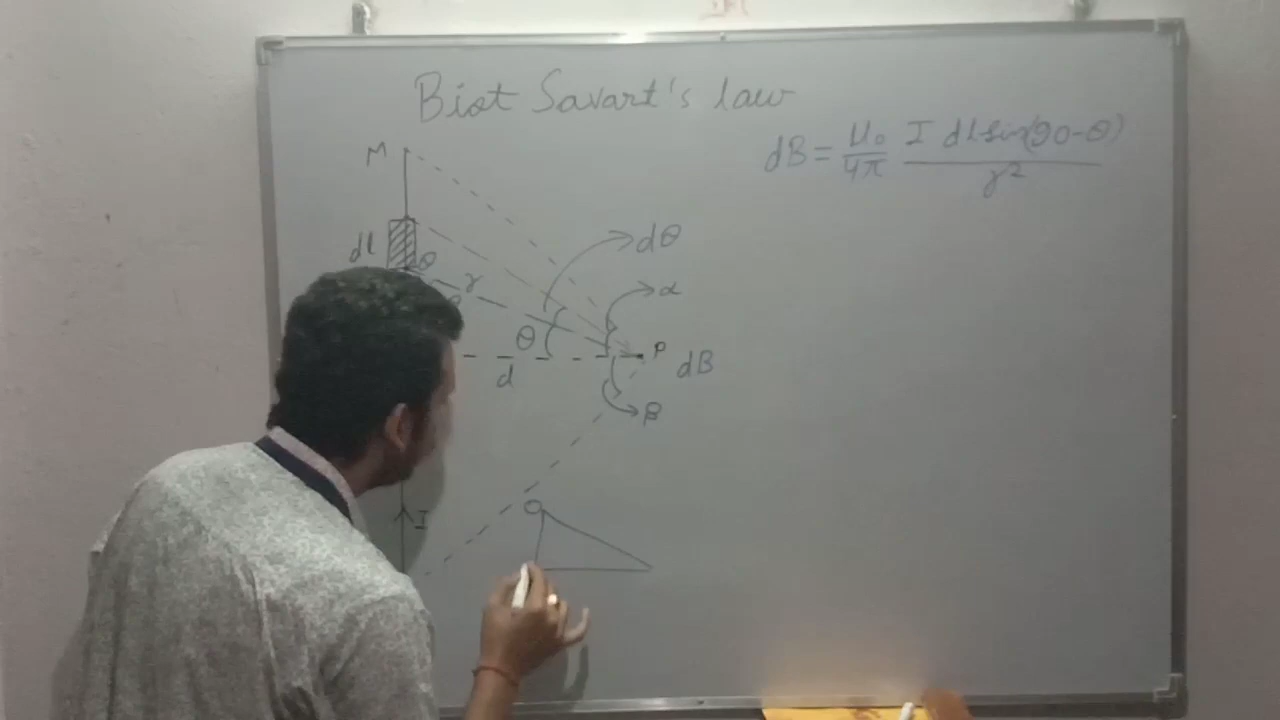 Biot Savart's law
dB = μ₀/4π I dl sin(90-θ)/r²
M
dl
θ
r
dθ
α
θ
P
dB
d
β
I
O